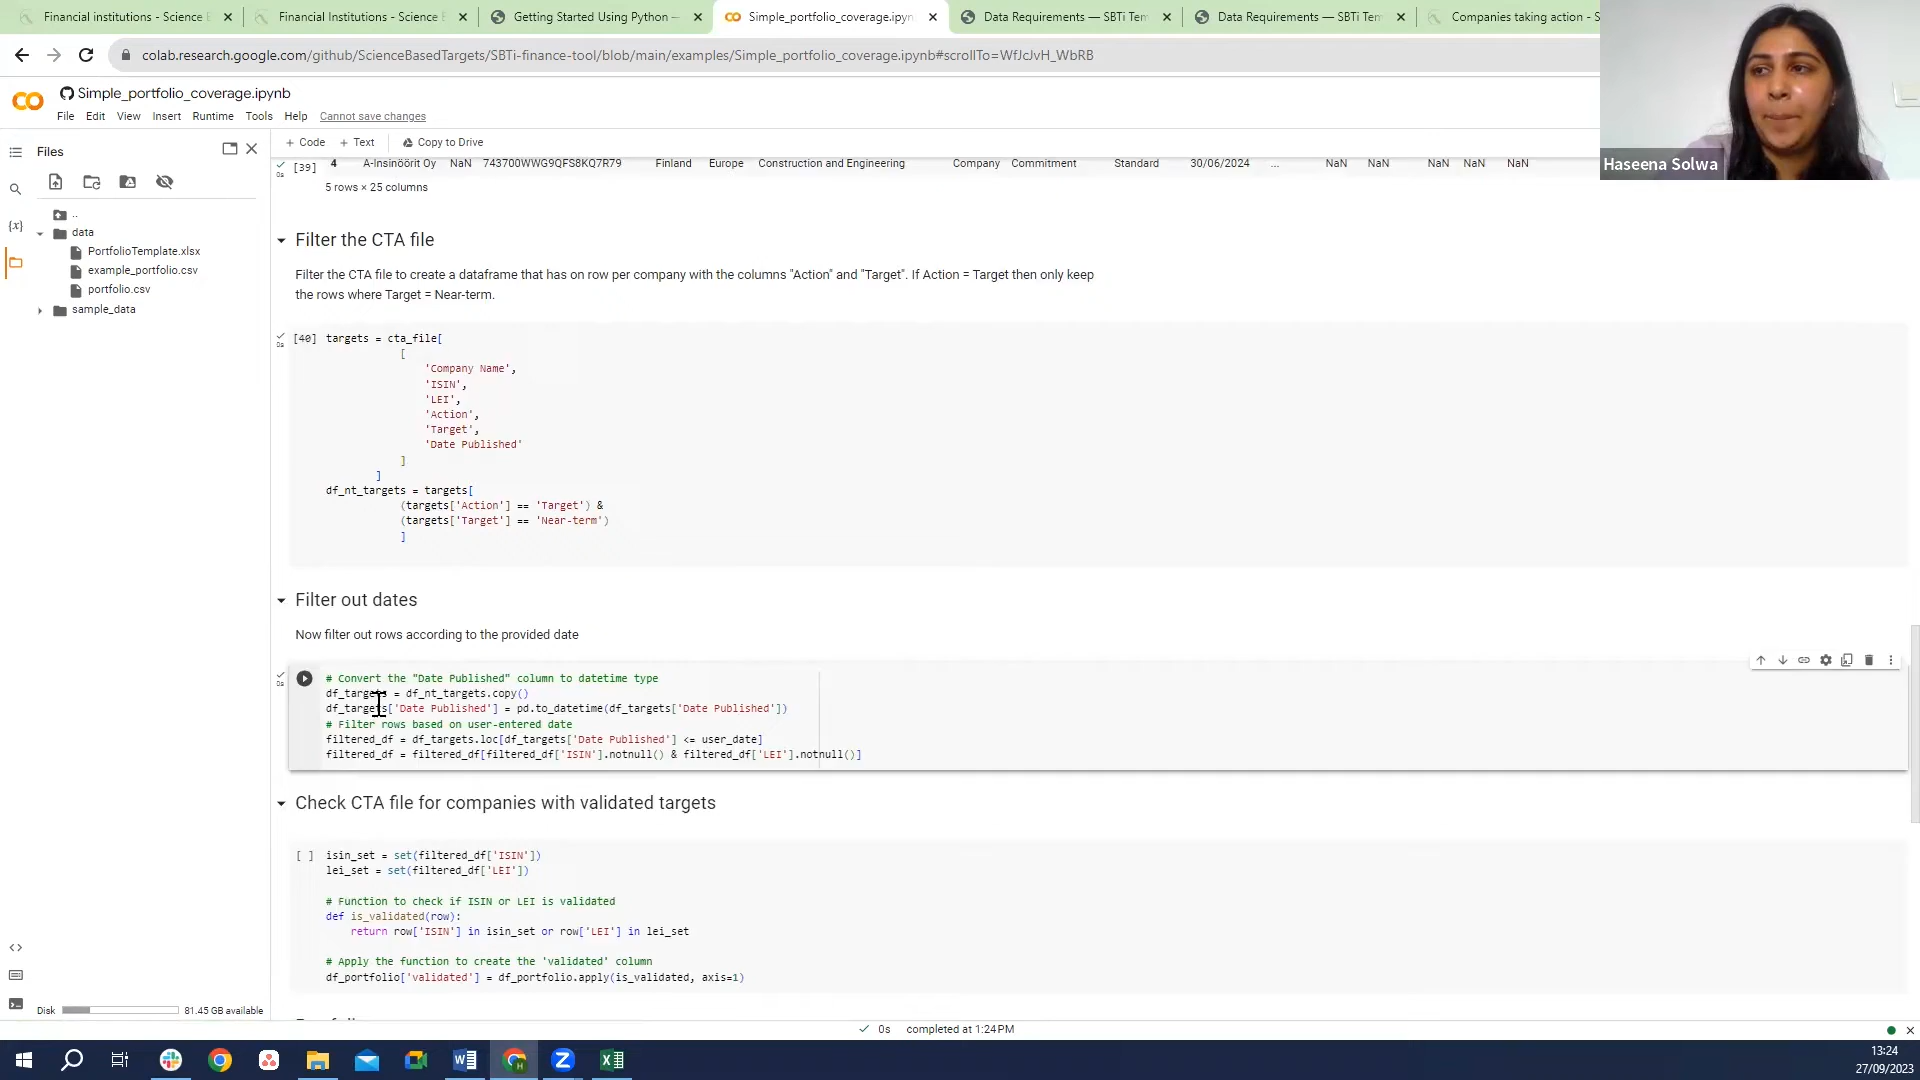 Financial institutions - Science E
Financial Institutions - Science E
Getting Started Using Python —
Simple_portfolio_coverage.ipyn
Data Requirements — SBTi Tem
Data Requirements — SBTi Tem
Companies taking action - S
colab.research.google.com/github/ScienceBasedTargets/SBTi-finance-tool/blob/main/examples/Simple_portfolio_coverage.ipynb#scrollTo=WfJcJvH_WbRB
Haseena Solwa
CO Simple_portfolio_coverage.ipynb
File Edit View Insert Runtime Tools Help Cannot save changes
Files
+ Code + Text Copy to Drive
..
data
PortfolioTemplate.xlsx
example_portfolio.csv
portfolio.csv
sample_data
{x}
<>
Disk 81.45 GB available
0s [39] 4 A-Insinöörit Oy NaN 743700WWG9QFS8KQ7R79 Finland Europe Construction and Engineering Company Commitment Standard 30/06/2024 ... NaN NaN NaN NaN NaN
5 rows × 25 columns
Filter the CTA file
Filter the CTA file to create a dataframe that has on row per company with the columns "Action" and "Target". If Action = Target then only keep
the rows where Target = Near-term.
0s [40] targets = cta_file[
[
'Company Name',
'ISIN',
'LEI',
'Action',
'Target',
'Date Published'
]
]
df_nt_targets = targets[
(targets['Action'] == 'Target') &
(targets['Target'] == 'Near-term')
]
Filter out dates
Now filter out rows according to the provided date
0s
# Convert the "Date Published" column to datetime type
df_targets = df_nt_targets.copy()
df_targets['Date Published'] = pd.to_datetime(df_targets['Date Published'])
# Filter rows based on user-entered date
filtered_df = df_targets.loc[df_targets['Date Published'] <= user_date]
filtered_df = filtered_df[filtered_df['ISIN'].notnull() & filtered_df['LEI'].notnull()]
Check CTA file for companies with validated targets
[ ] isin_set = set(filtered_df['ISIN'])
lei_set = set(filtered_df['LEI'])
# Function to check if ISIN or LEI is validated
def is_validated(row):
return row['ISIN'] in isin_set or row['LEI'] in lei_set
# Apply the function to create the 'validated' column
df_portfolio['validated'] = df_portfolio.apply(is_validated, axis=1)
0s completed at 1:24 PM
13:24
27/09/2023